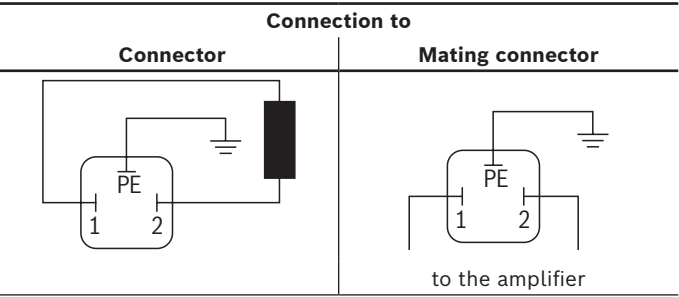 Connection to
Connector
Mating connector
PE
1 2
PE
1 2
to the amplifier